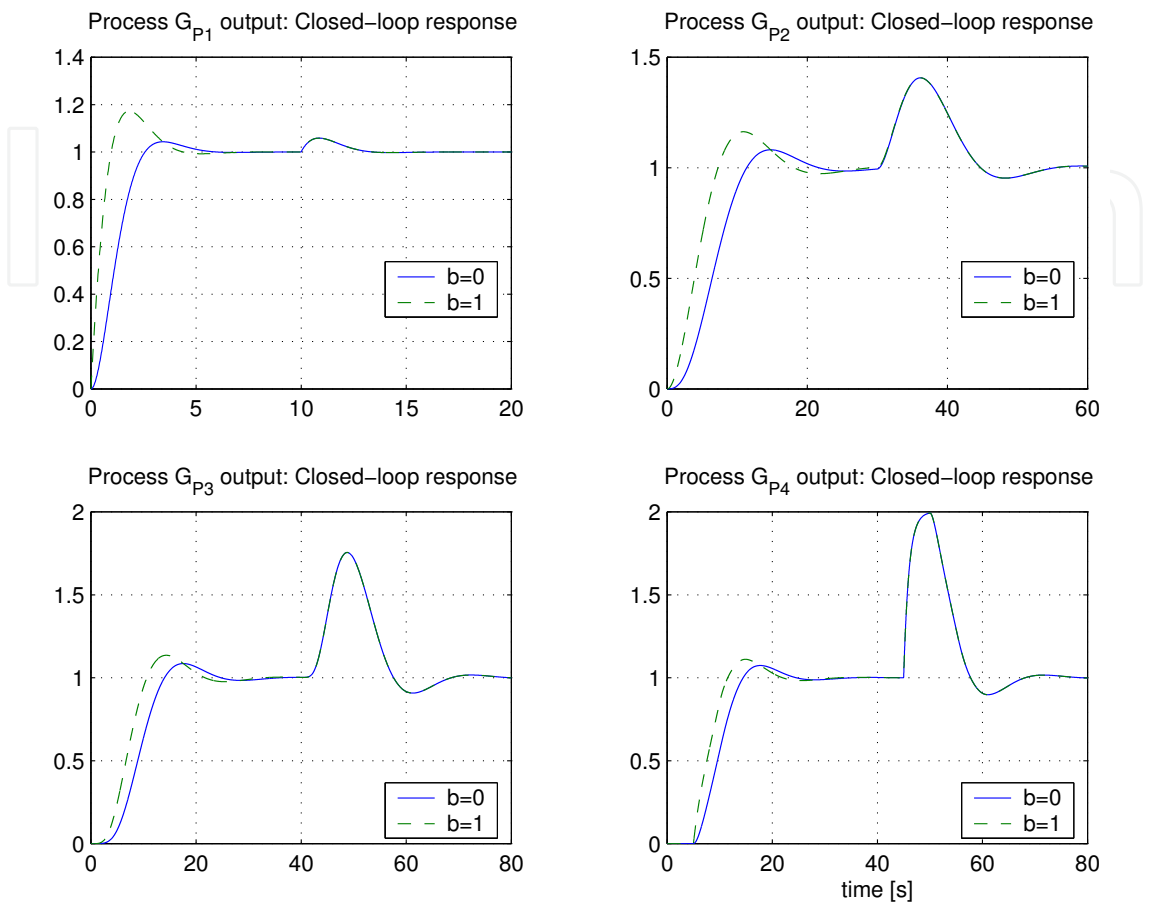 Process G_P1 output: Closed−loop response
1.4
1.2
1
0.8
0.6
0.4
0.2
0
0 5 10 15 20
b=0
b=1
Process G_P2 output: Closed−loop response
1.5
1
0.5
0
0 20 40 60
b=0
b=1
Process G_P3 output: Closed−loop response
2
1.5
1
0.5
0
0 20 40 60 80
b=0
b=1
Process G_P4 output: Closed−loop response
2
1.5
1
0.5
0
0 20 40 60 80
b=0
b=1
time [s]